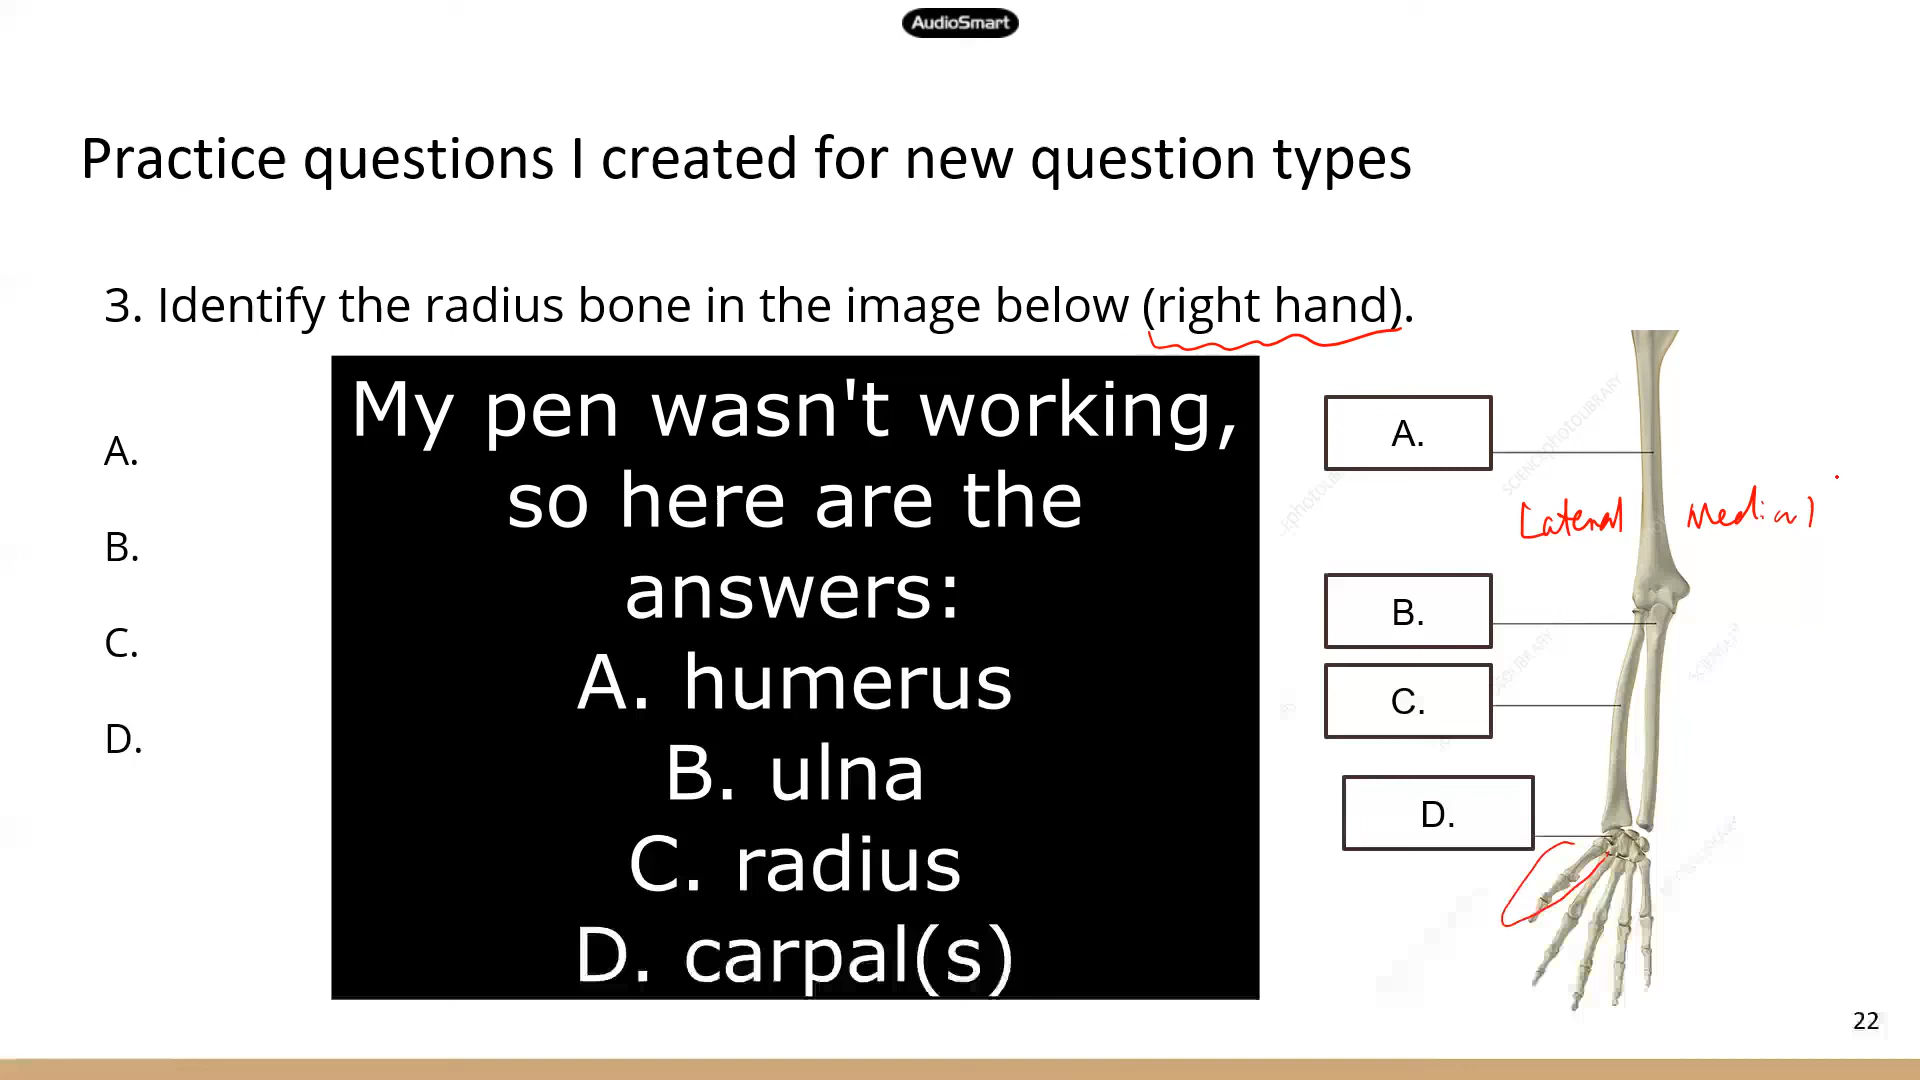 AudioSmart
Practice questions I created for new question types
3. Identify the radius bone in the image below (right hand).
A.
B.
C.
D.
My pen wasn't working,
so here are the
answers:
A. humerus
B. ulna
C. radius
D. carpal(s)
A.
Lateral Medial
B.
C.
D.
22